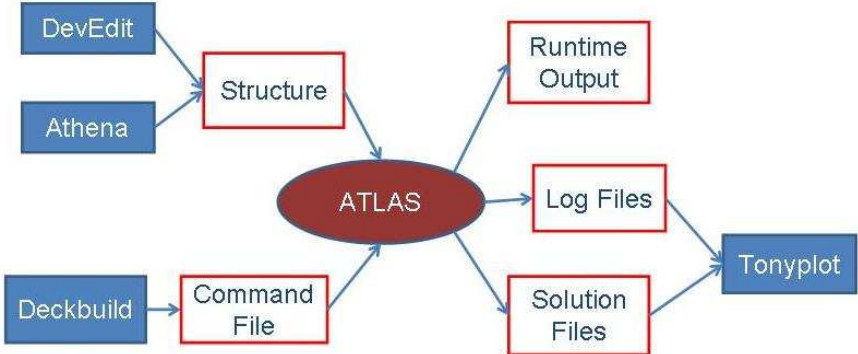 DevEdit
Athena
Structure
Runtime
Output
ATLAS
Log Files
Tonyplot
Deckbuild
Command
File
Solution
Files